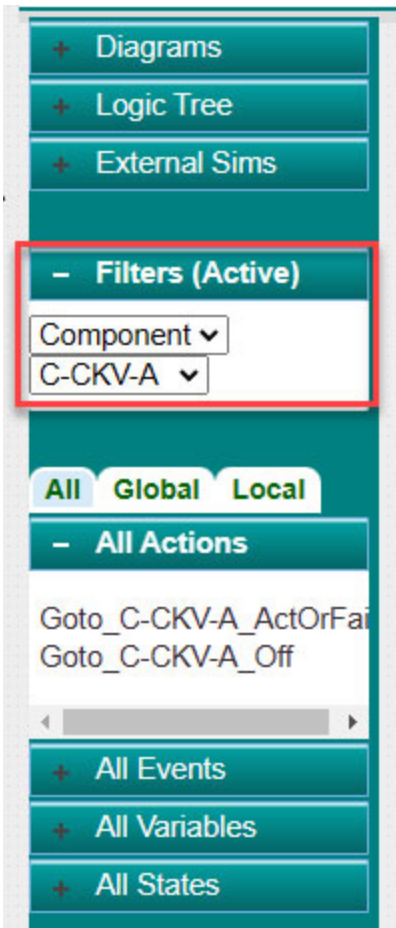 + Diagrams
+ Logic Tree
+ External Sims
– Filters (Active)
Component
C-CKV-A
All Global Local
– All Actions
Goto_C-CKV-A_ActOrFai
Goto_C-CKV-A_Off
+ All Events
+ All Variables
+ All States